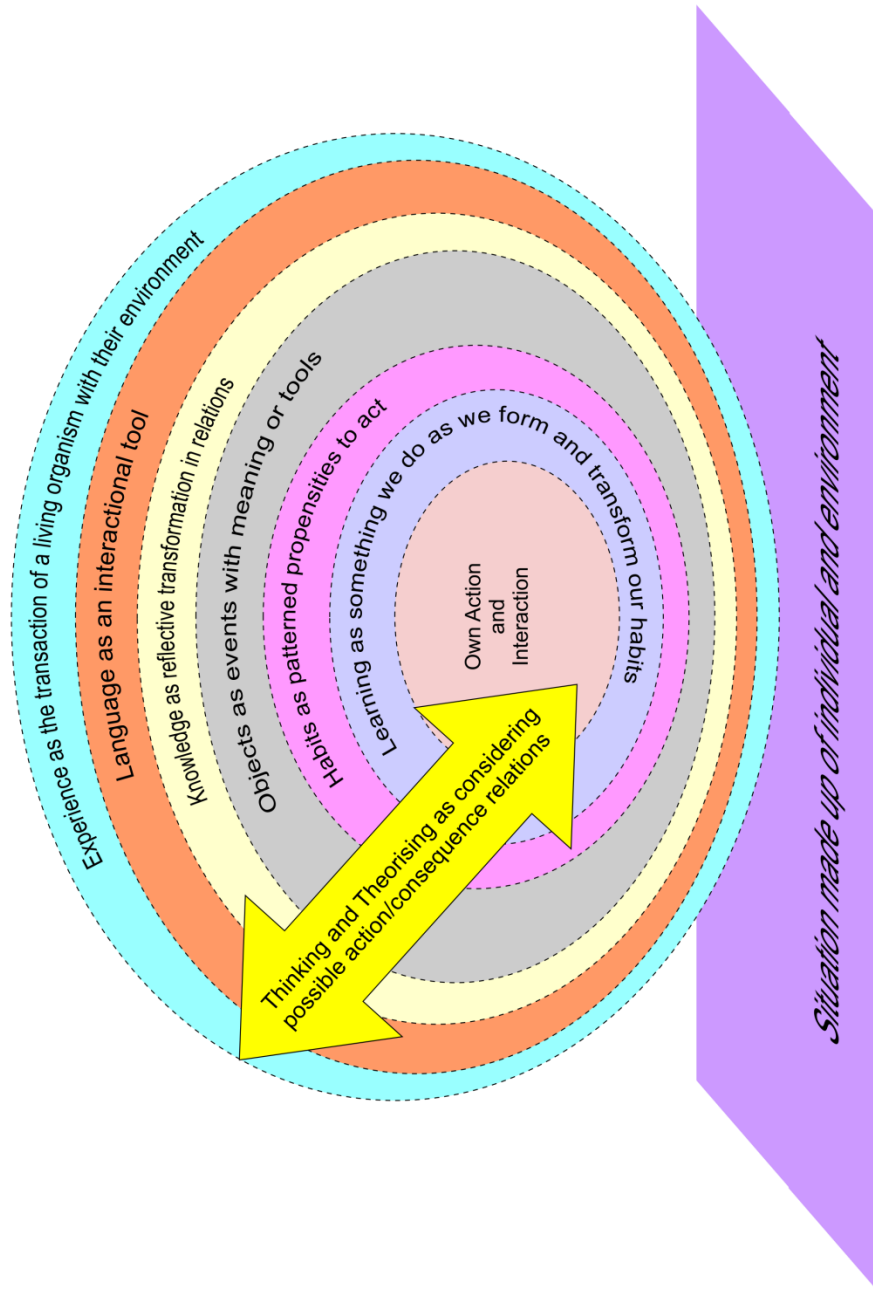 Experience as the transaction of a living organism with their environment
Language as an interactional tool
Knowledge as reflective transformation in relations
Objects as events with meaning or tools
Habits as patterned propensities to act
Learning as something we do as we form and transform our habits
Own Action
and
Interaction
Thinking and Theorising as considering
possible action/consequence relations
Situation made up of individual and environment